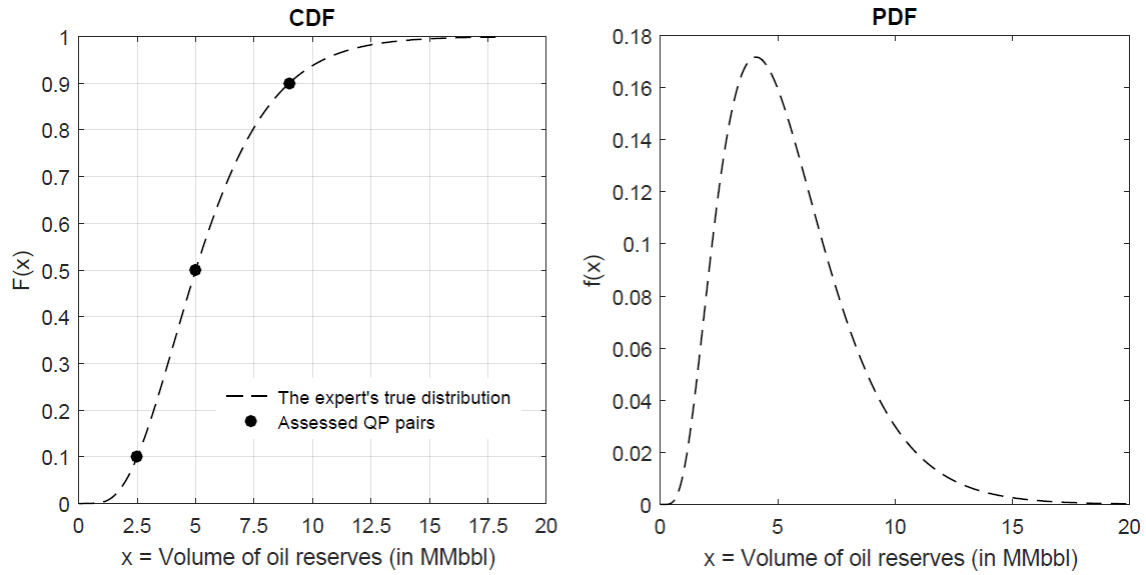 CDF
1
0.9
0.8
0.7
0.6
0.5
0.4
0.3
0.2
0.1
0
F(x)
The expert's true distribution
Assessed QP pairs
0 2.5 5 7.5 10 12.5 15 17.5 20
x = Volume of oil reserves (in MMbbl)
PDF
0.18
0.16
0.14
0.12
0.1
0.08
0.06
0.04
0.02
0
f(x)
0 5 10 15 20
x = Volume of oil reserves (in MMbbl)